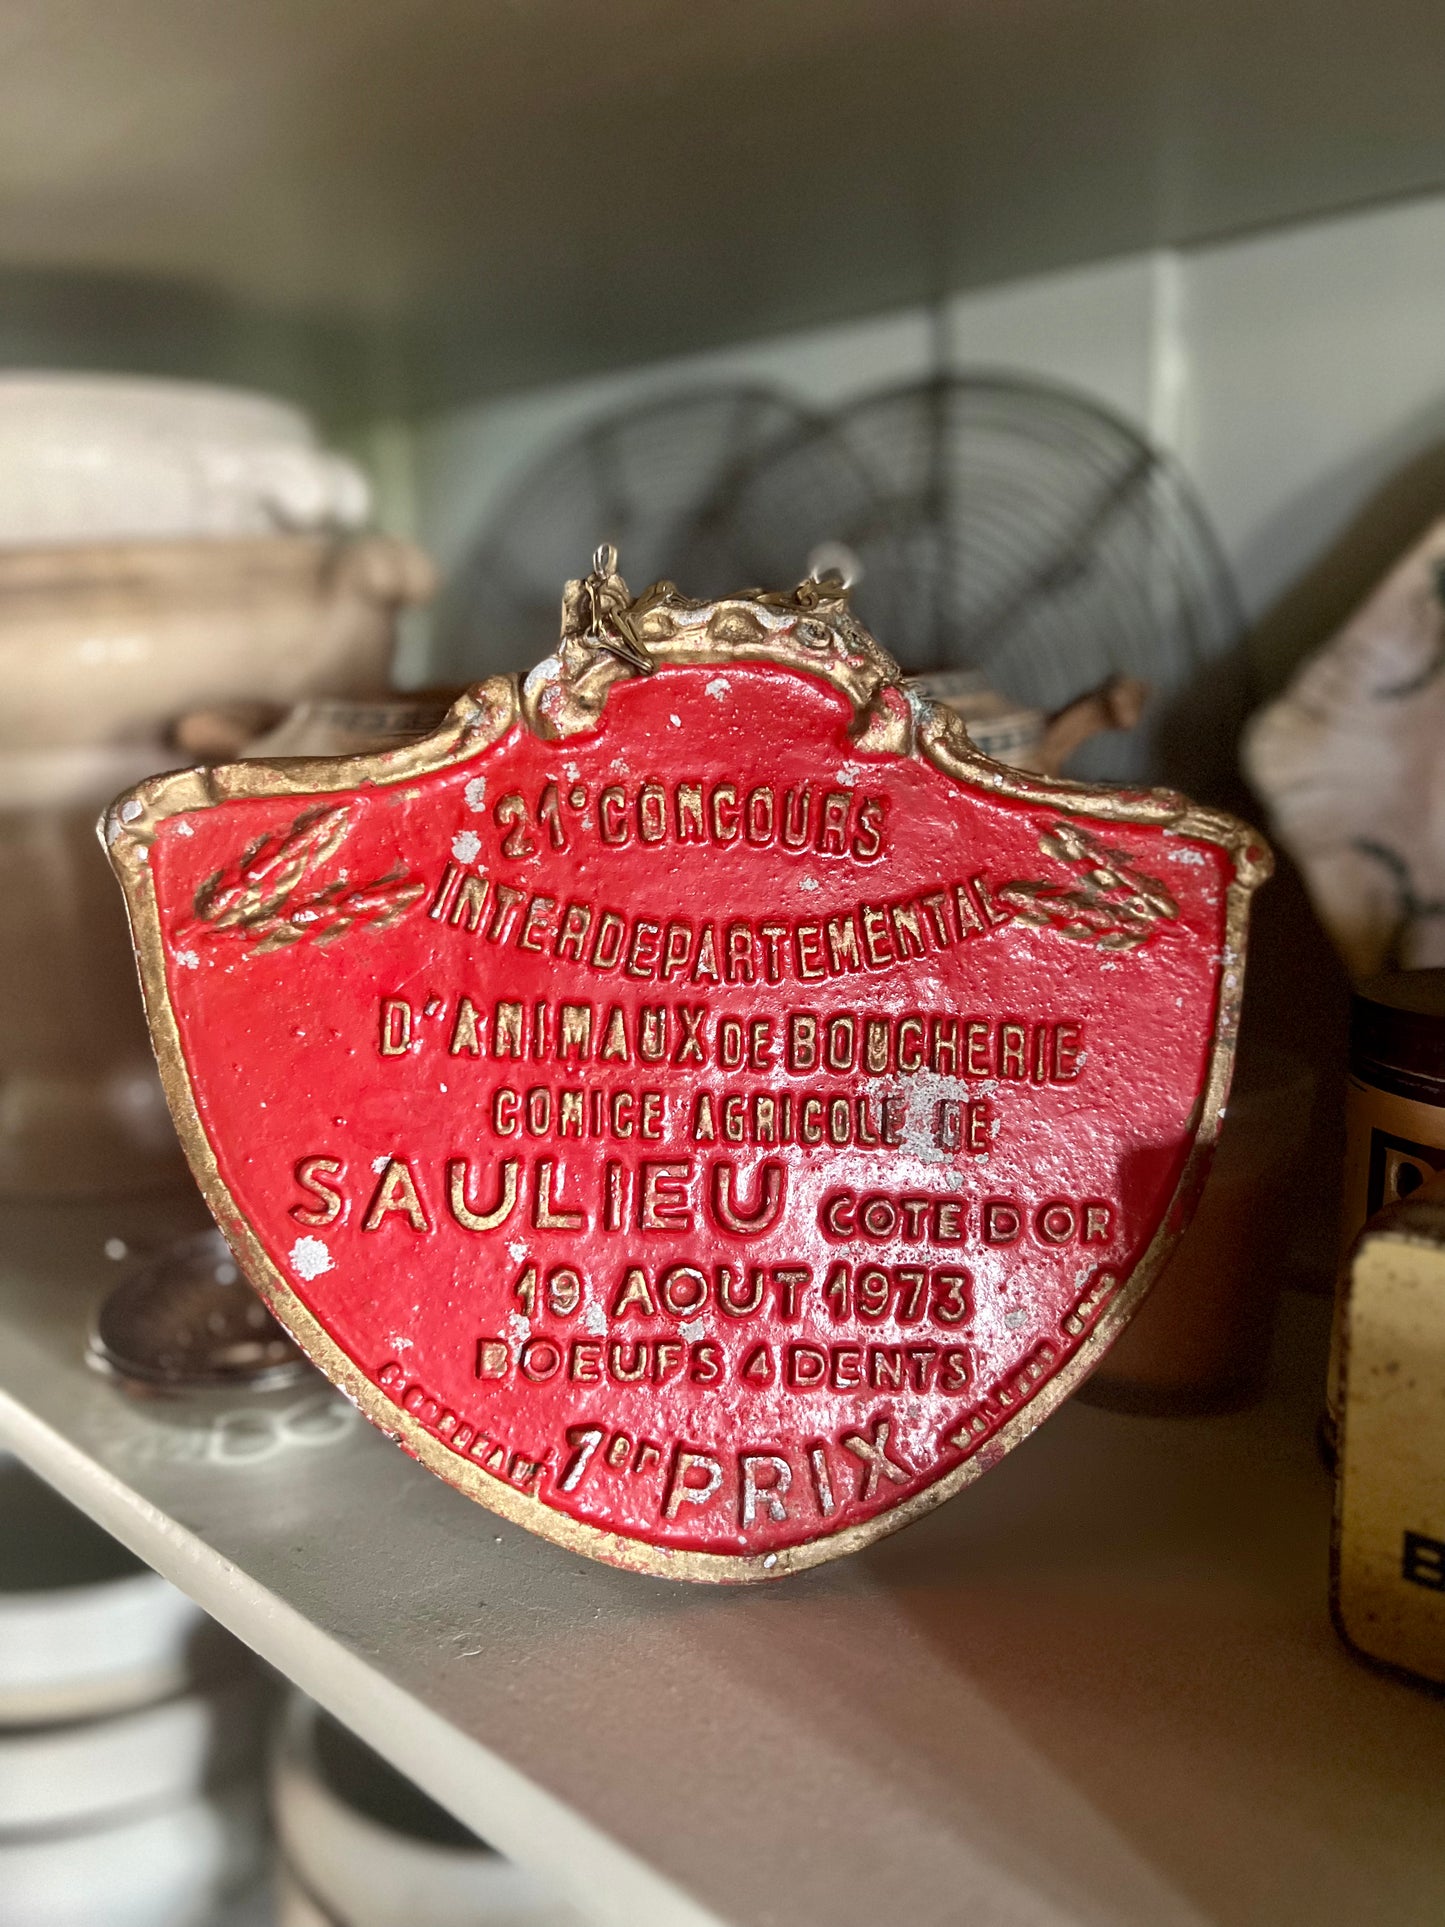 21° CONCOURS
INTERDEPARTEMENTAL
D'ANIMAUX DE BOUCHERIE
COMICE AGRICOLE DE
SAULIEU COTE D OR
19 AOUT 1973
BOEUFS 4 DENTS
1er PRIX
B